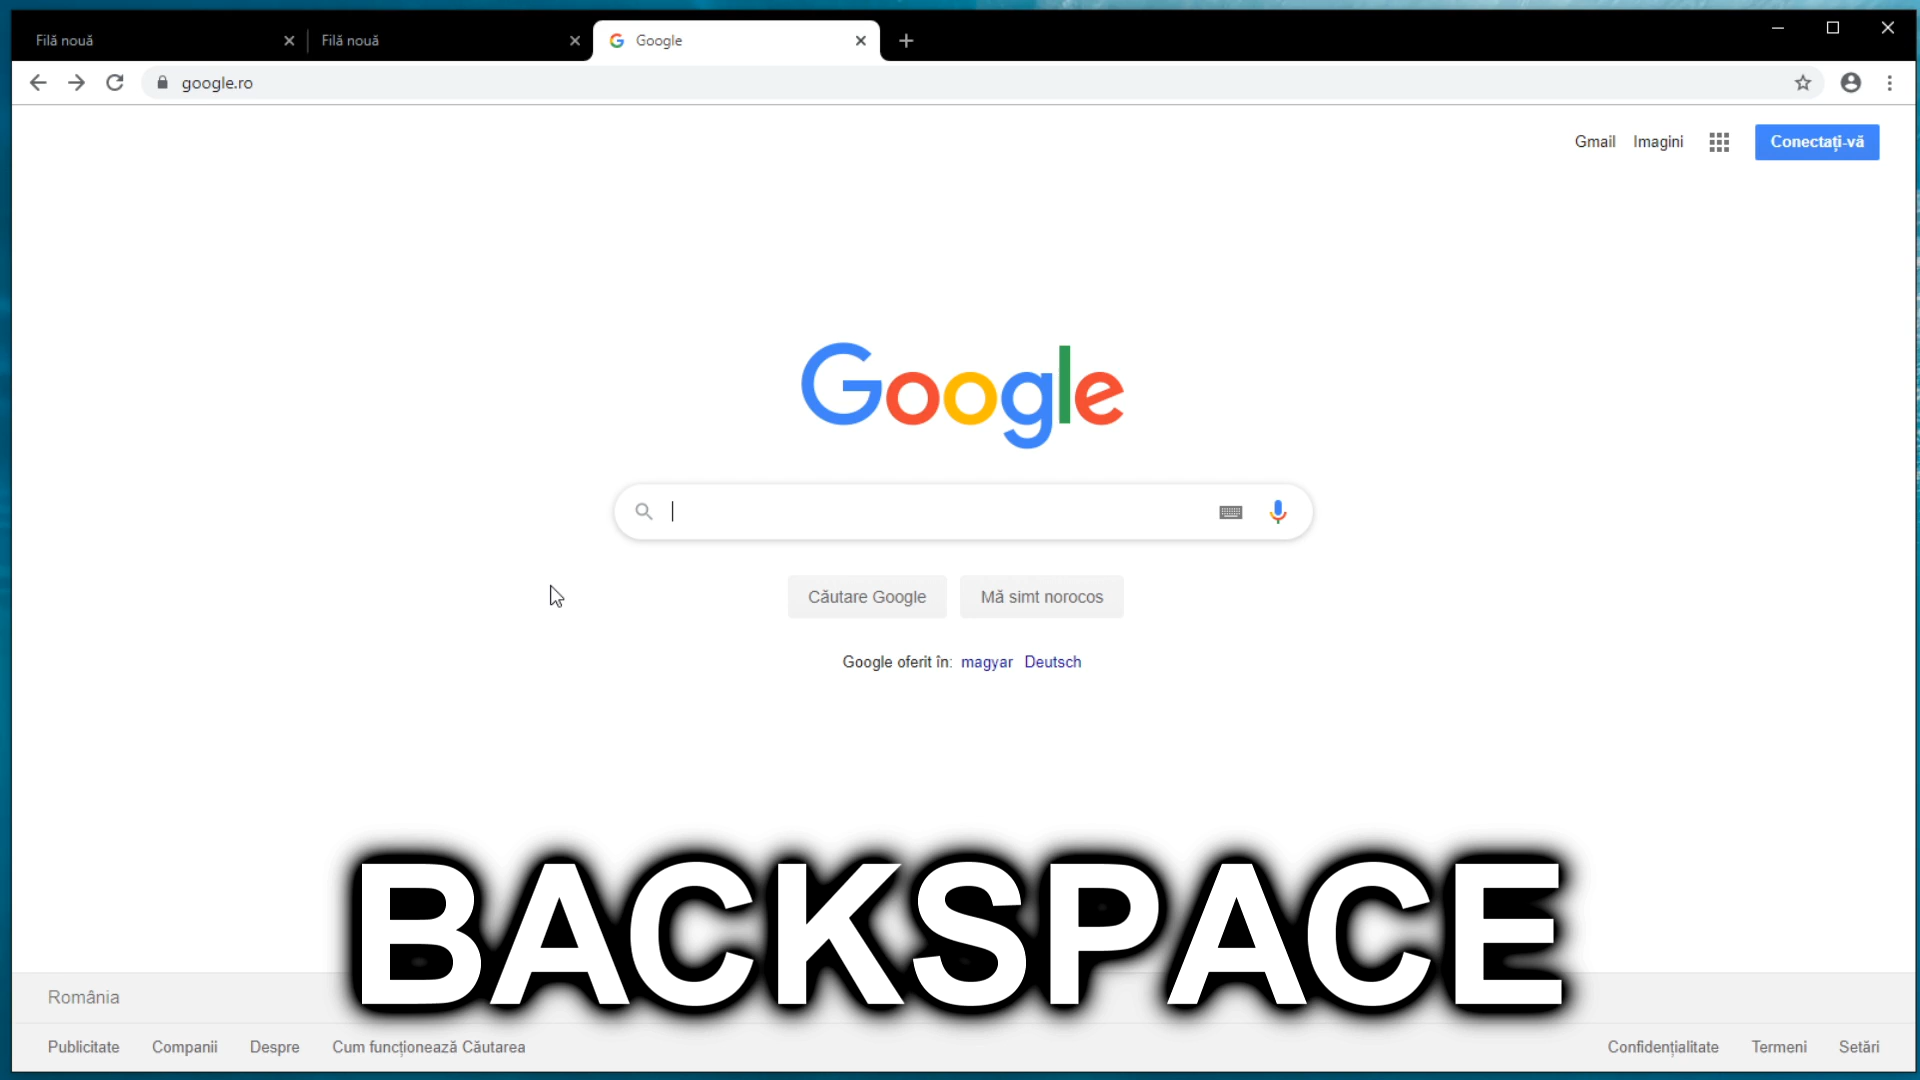 Filă nouă
Filă nouă
Google
google.ro
Gmail Imagini Conectați-vă
Google
Căutare Google Mă simt norocos
Google oferit în: magyar Deutsch
BACKSPACE
România
Publicitate Companii Despre Cum funcționează Căutarea Confidențialitate Termeni Setări